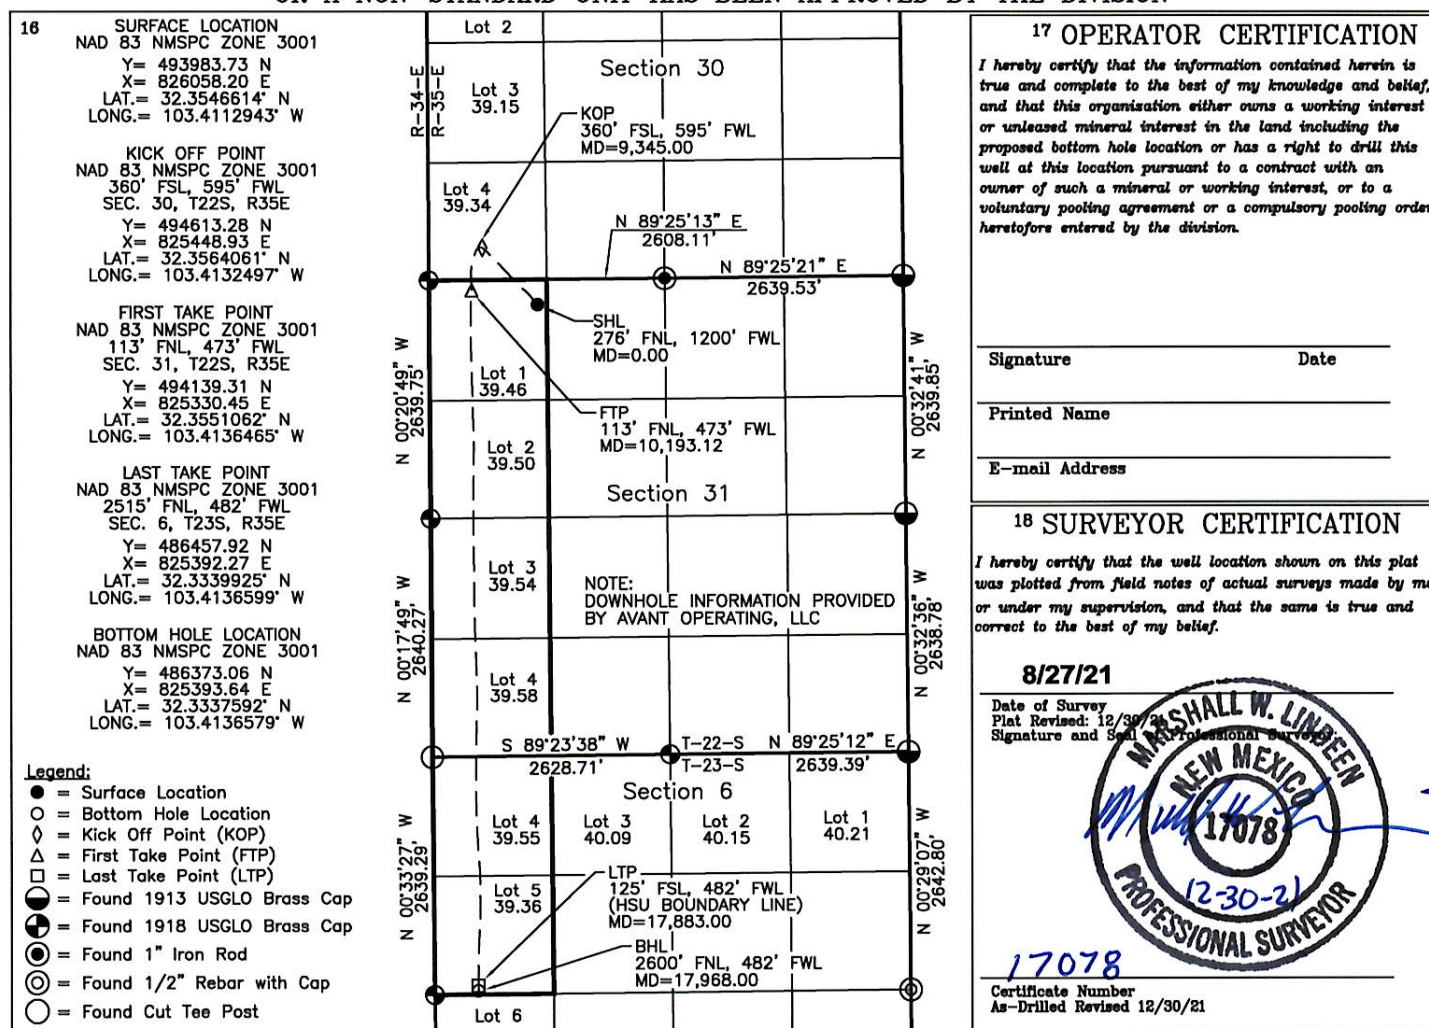 OR A NON-STANDARD UNIT HAS BEEN APPROVED BY THE DIVISION
16
SURFACE LOCATION
NAD 83 NMSPC ZONE 3001
Y= 493983.73 N
X= 826058.20 E
LAT.= 32.3546614° N
LONG.= 103.4112943° W
KICK OFF POINT
NAD 83 NMSPC ZONE 3001
360' FSL, 595' FWL
SEC. 30, T22S, R35E
Y= 494613.28 N
X= 825448.93 E
LAT.= 32.3564061° N
LONG.= 103.4132497° W
FIRST TAKE POINT
NAD 83 NMSPC ZONE 3001
113' FNL, 473' FWL
SEC. 31, T22S, R35E
Y= 494139.31 N
X= 825330.45 E
LAT.= 32.3551062° N
LONG.= 103.4136465° W
LAST TAKE POINT
NAD 83 NMSPC ZONE 3001
2515' FNL, 482' FWL
SEC. 6, T23S, R35E
Y= 486457.92 N
X= 825392.27 E
LAT.= 32.3339925° N
LONG.= 103.4136599° W
BOTTOM HOLE LOCATION
NAD 83 NMSPC ZONE 3001
Y= 486373.06 N
X= 825393.64 E
LAT.= 32.3337592° N
LONG.= 103.4136579° W
Legend:
= Surface Location
= Bottom Hole Location
= Kick Off Point (KOP)
= First Take Point (FTP)
= Last Take Point (LTP)
= Found 1913 USGLO Brass Cap
= Found 1918 USGLO Brass Cap
= Found 1" Iron Rod
= Found 1/2" Rebar with Cap
= Found Cut Tee Post
Lot 2
R-34-E
R-35-E
Lot 3
39.15
Section 30
KOP
360' FSL, 595' FWL
MD=9,345.00
Lot 4
39.34
N 89°25'13" E
2608.11'
N 89°25'21" E
2639.53'
SHL
276' FNL, 1200' FWL
MD=0.00
N 00°20'49" W
2639.75'
Lot 1
39.46
N 00°32'41" W
2639.85'
FTP
113' FNL, 473' FWL
MD=10,193.12
Lot 2
39.50
Section 31
Lot 3
39.54
NOTE:
DOWNHOLE INFORMATION PROVIDED
BY AVANT OPERATING, LLC
N 00°17'49" W
2640.27'
N 00°32'36" W
2638.78'
Lot 4
39.58
S 89°23'38" W
2628.71'
T-22-S
T-23-S
N 89°25'12" E
2639.39'
Section 6
Lot 4
39.55
Lot 3
40.09
Lot 2
40.15
Lot 1
40.21
N 00°33'27" W
2639.29'
N 00°29'07" W
2642.80'
Lot 5
39.36
LTP
125' FSL, 482' FWL
(HSU BOUNDARY LINE)
MD=17,883.00
BHL
2600' FNL, 482' FWL
MD=17,968.00
Lot 6
17 OPERATOR CERTIFICATION
I hereby certify that the information contained herein is
true and complete to the best of my knowledge and belief,
and that this organization either owns a working interest
or unleased mineral interest in the land including the
proposed bottom hole location or has a right to drill this
well at this location pursuant to a contract with an
owner of such a mineral or working interest, or to a
voluntary pooling agreement or a compulsory pooling order
heretofore entered by the division.
Signature Date
Printed Name
E-mail Address
18 SURVEYOR CERTIFICATION
I hereby certify that the well location shown on this plat
was plotted from field notes of actual surveys made by me
or under my supervision, and that the same is true and
correct to the best of my belief.
8/27/21
Date of Survey
Plat Revised: 12/30/21
Signature and Seal of Professional Surveyor
MARSHALL W. LINDEEN
NEW MEXICO
17078
12-30-21
PROFESSIONAL SURVEYOR
17078
Certificate Number
As-Drilled Revised 12/30/21